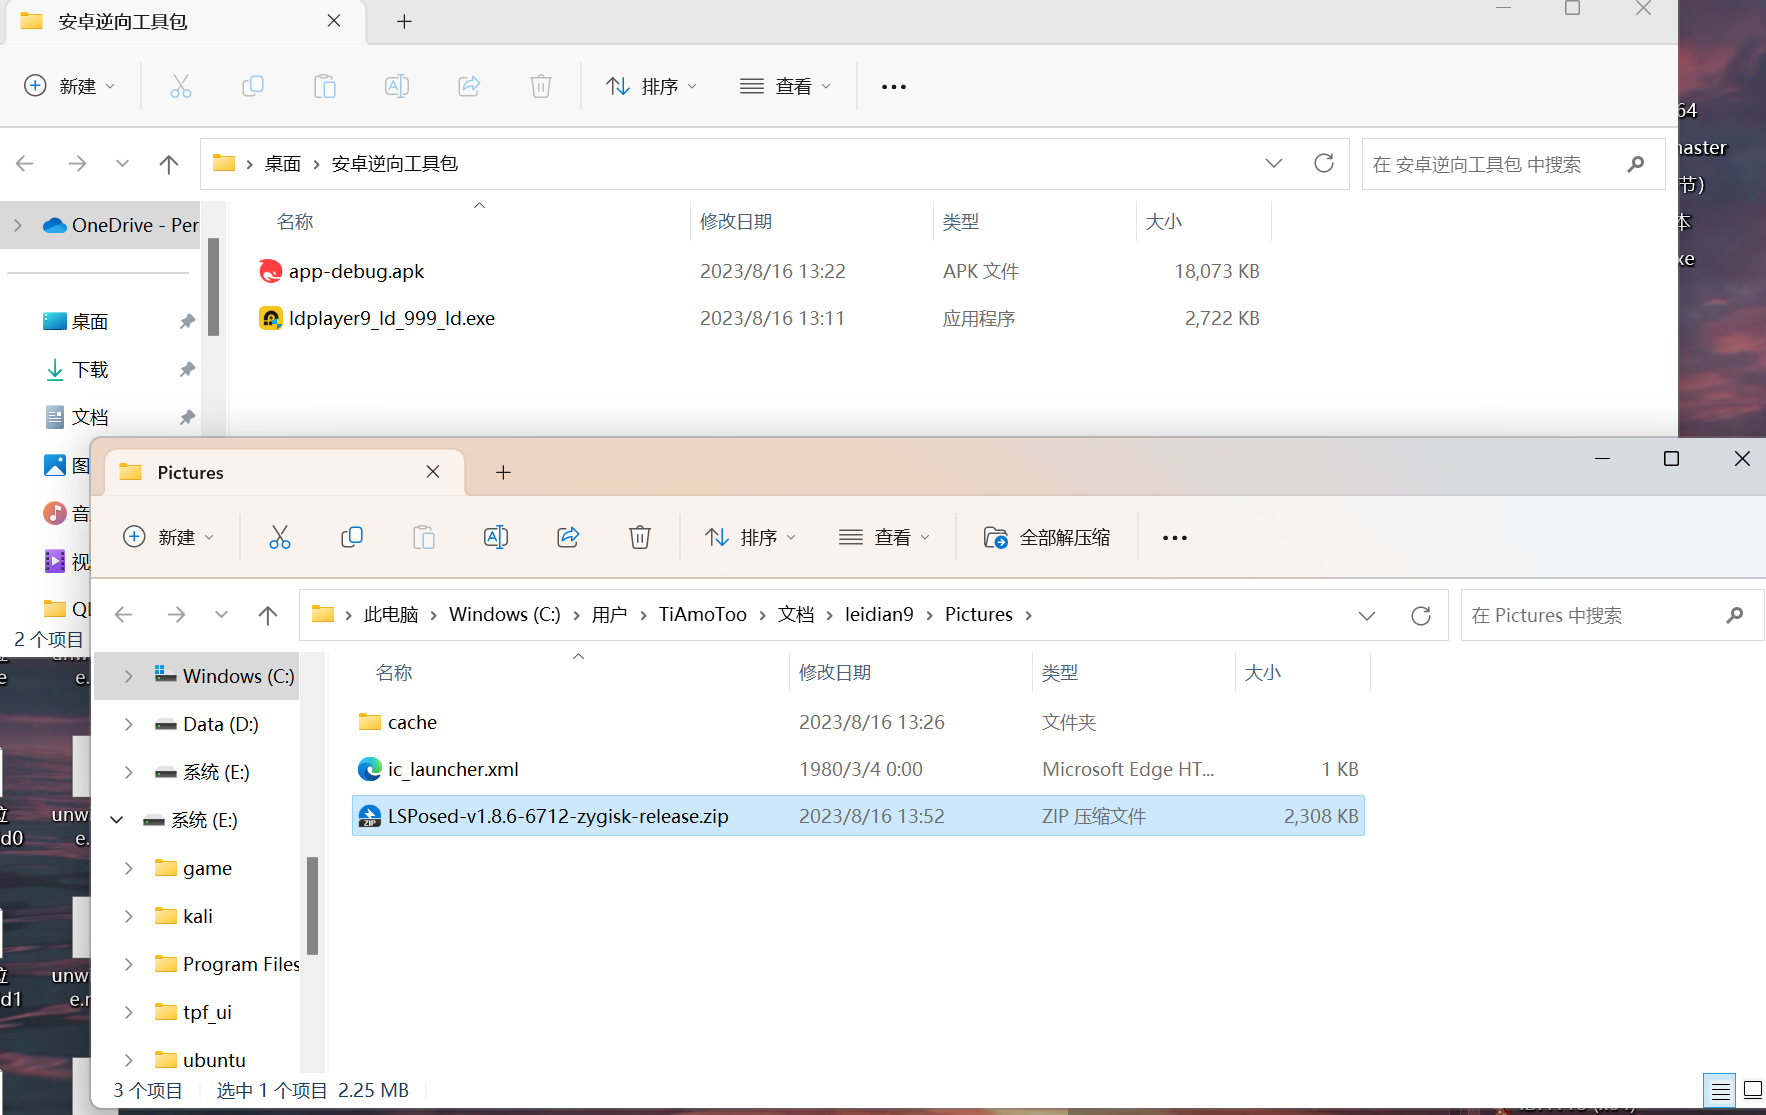 安卓逆向工具包
新建
排序
查看
桌面 安卓逆向工具包
在 安卓逆向工具包 中搜索
OneDrive - Per
名称 修改日期 类型 大小
app-debug.apk 2023/8/16 13:22 APK 文件 18,073 KB
ldplayer9_ld_999_ld.exe 2023/8/16 13:11 应用程序 2,722 KB
桌面
下载
文档
图
音
视
2 个项目
64
节)
本
Pictures
新建
排序
查看
全部解压缩
此电脑 Windows (C:) 用户 TiAmoToo 文档 leidian9 Pictures
在 Pictures 中搜索
Windows (C:)
Data (D:)
系统 (E:)
系统 (E:)
game
kali
Program Files
tpf_ui
ubuntu
名称 修改日期 类型 大小
cache 2023/8/16 13:26 文件夹
ic_launcher.xml 1980/3/4 0:00 Microsoft Edge HT... 1 KB
LSPosed-v1.8.6-6712-zygisk-release.zip 2023/8/16 13:52 ZIP 压缩文件 2,308 KB
3 个项目 选中 1 个项目 2.25 MB
unwi
e.
d0
unwi
e.r
d1